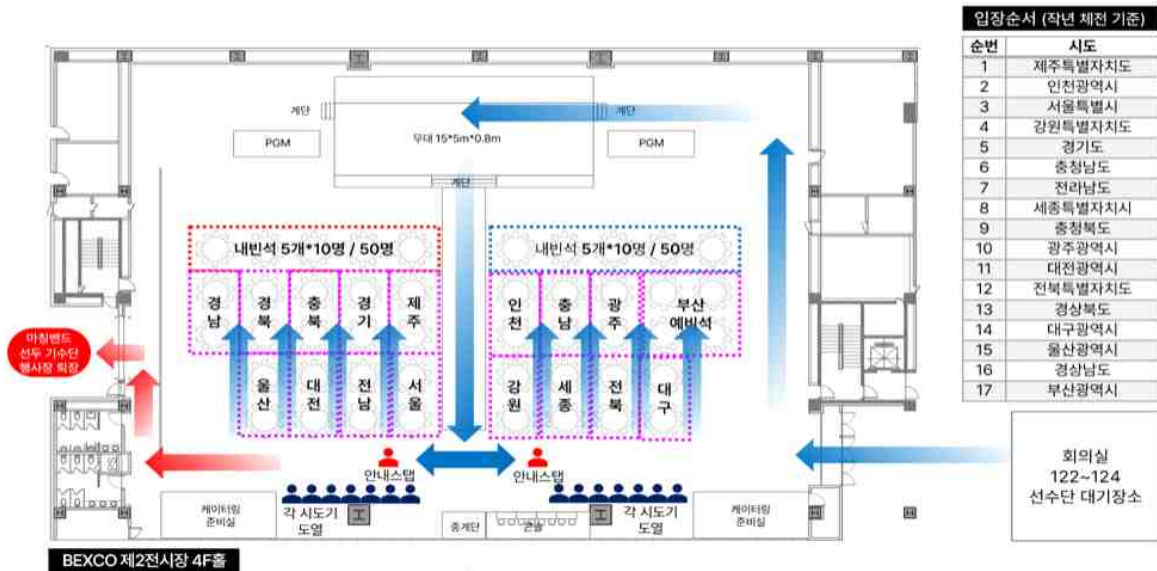 입장순서 (작년 체전 기준)
순번 시도
1 제주특별자치도
2 인천광역시
3 서울특별시
4 강원특별자치도
5 경기도
6 충청남도
7 전라남도
8 세종특별자치시
9 충청북도
10 광주광역시
11 대전광역시
12 전북특별자치도
13 경상북도
14 대구광역시
15 울산광역시
16 경상남도
17 부산광역시
계단
계단
무대 15*5m*0.8m
PGM
PGM
계단
내빈석 5개*10명 / 50명
내빈석 5개*10명 / 50명
경남
경북
충북
경기
제주
인천
충남
광주
부산
예비석
울산
대전
전남
서울
강원
세종
전북
대구
마칭밴드
선두 기수단
행사장 퇴장
안내스탭
안내스탭
회의실
122~124
선수단 대기장소
케이터링
준비실
각 시도기
도열
중계단
콘솔
각 시도기
도열
케이터링
준비실
BEXCO 제2전시장 4F홀